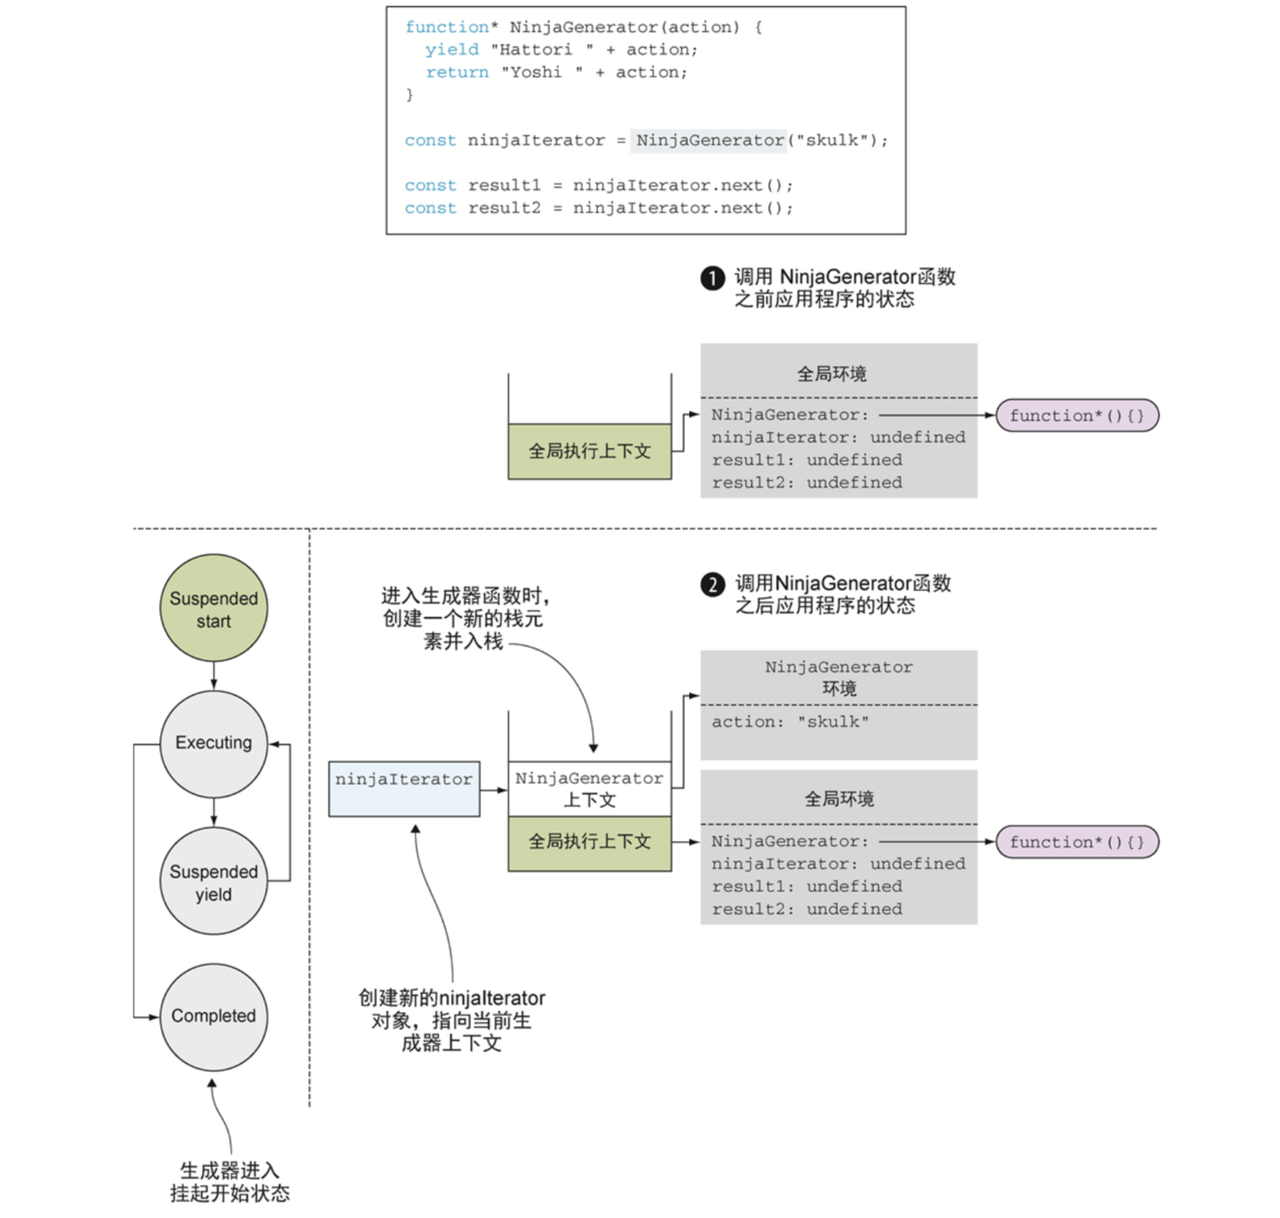 function* NinjaGenerator(action) {
yield "Hattori " + action;
return "Yoshi " + action;
}
const ninjaIterator = NinjaGenerator("skulk");
const result1 = ninjaIterator.next();
const result2 = ninjaIterator.next();
1 调用 NinjaGenerator函数
之前应用程序的状态
全局环境
NinjaGenerator:
function*(){}
ninjaIterator: undefined
result1: undefined
result2: undefined
全局执行上下文
Suspended
start
Executing
Suspended
yield
Completed
生成器进入
挂起开始状态
进入生成器函数时,
创建一个新的栈元
素并入栈
2 调用NinjaGenerator函数
之后应用程序的状态
NinjaGenerator
环境
action: "skulk"
ninjaIterator
NinjaGenerator
上下文
全局执行上下文
全局环境
NinjaGenerator:
function*(){}
ninjaIterator: undefined
result1: undefined
result2: undefined
创建新的ninjaIterator
对象，指向当前生
成器上下文